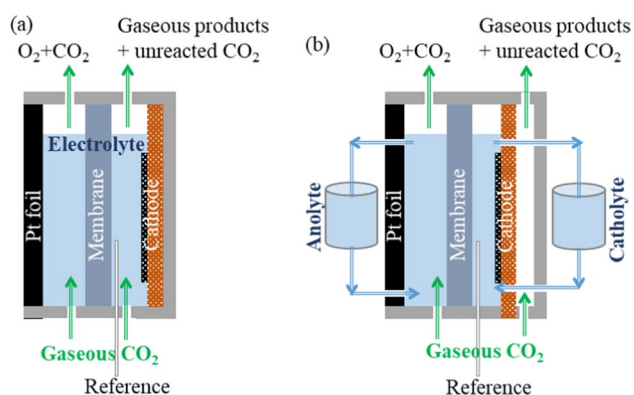 (a)
Gaseous products
O₂+CO₂
+ unreacted CO₂
Electrolyte
Pt foil
Membrane
Cathode
Gaseous CO₂
Reference
(b)
Gaseous products
O₂+CO₂
+ unreacted CO₂
Anolyte
Pt foil
Membrane
Cathode
Catholyte
Gaseous CO₂
Reference